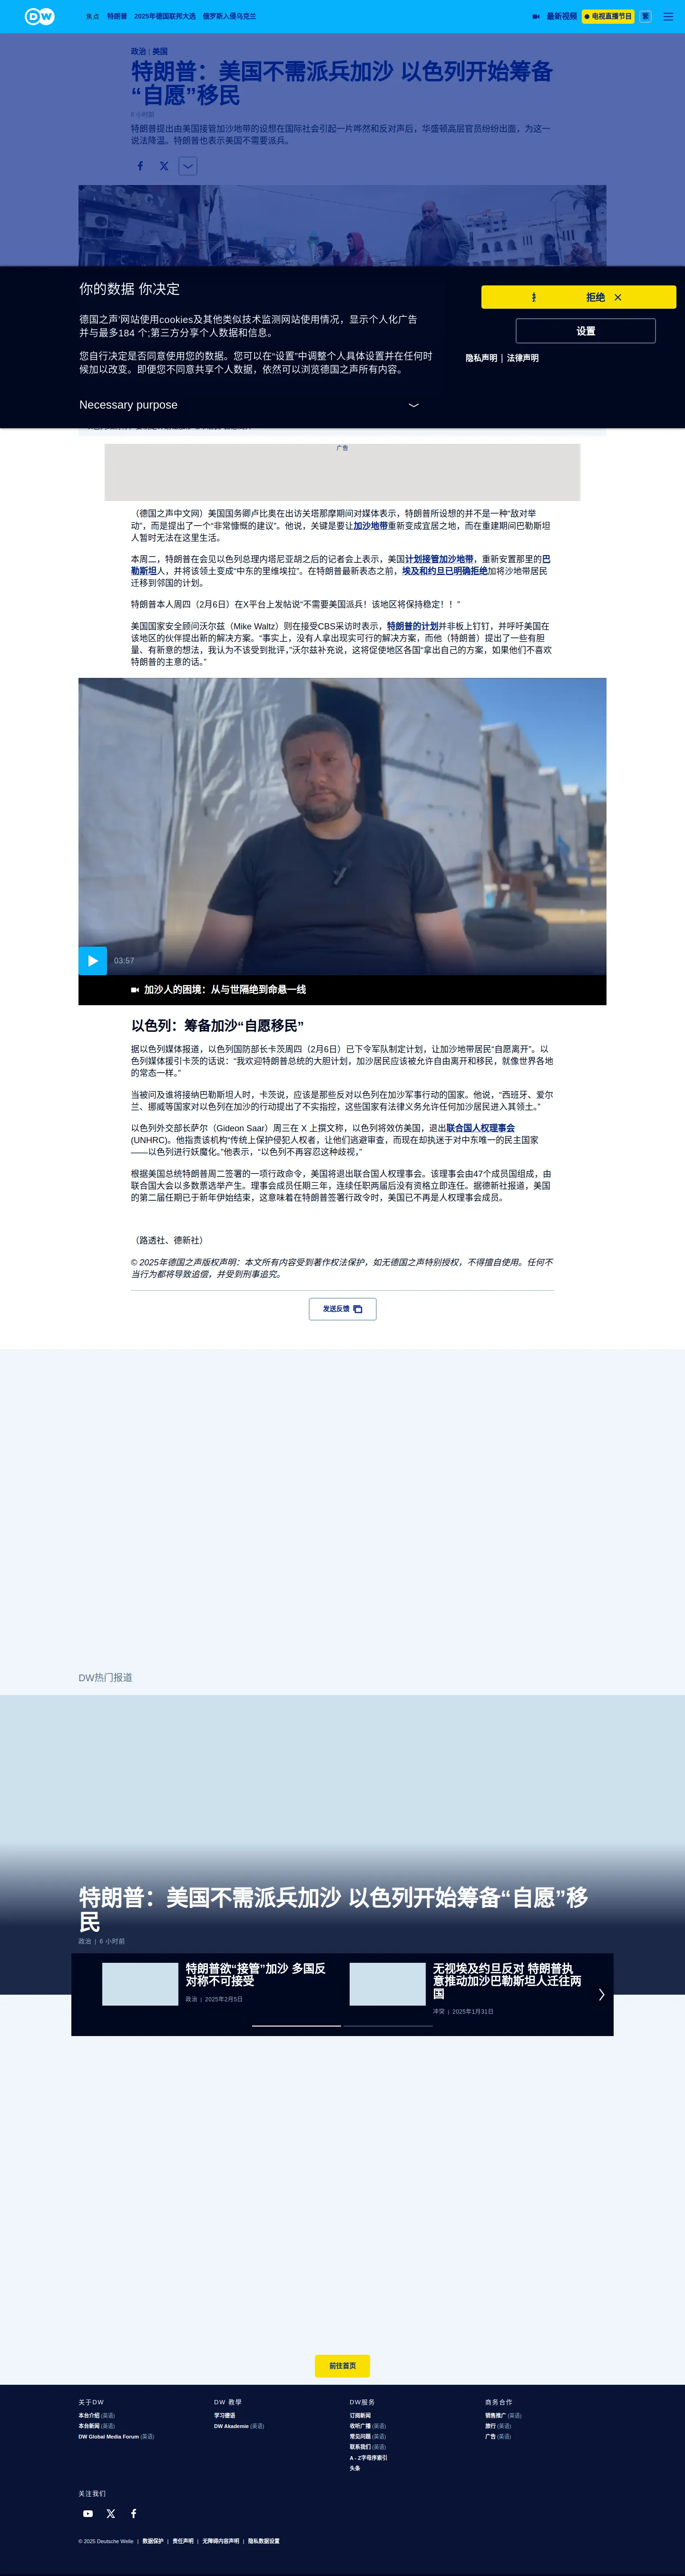 DW
焦点 特朗普 2025年德国联邦大选 俄罗斯入侵乌克兰
最新视频 电视直播节目 繁
政治 | 美国
特朗普：美国不需派兵加沙 以色列开始筹备
“自愿”移民
6 小时前
特朗普提出由美国接管加沙地带的设想在国际社会引起一片哗然和反对声后，华盛顿高层官员纷纷出面，为这一
说法降温。特朗普也表示美国不需要派兵。
你的数据 你决定
德国之声'网站使用cookies及其他类似技术监测网站使用情况，显示个人化广告
并与最多184 个;第三方分享个人数据和信息。
您自行决定是否同意使用您的数据。您可以在“设置”中调整个人具体设置并在任何时
候加以改变。即便您不同意共享个人数据，依然可以浏览德国之声所有内容。
Necessary purpose
拒绝
设置
隐私声明 | 法律声明
广告
（德国之声中文网）美国国务卿卢比奥在出访关塔那摩期间对媒体表示，特朗普所设想的并不是一种“敌对举
动”，而是提出了一个“非常慷慨的建议”。他说，关键是要让加沙地带重新变成宜居之地，而在重建期间巴勒斯坦
人暂时无法在这里生活。
本周二，特朗普在会见以色列总理内塔尼亚胡之后的记者会上表示，美国计划接管加沙地带，重新安置那里的巴
勒斯坦人，并将该领土变成“中东的里维埃拉”。在特朗普最新表态之前，埃及和约旦已明确拒绝加将沙地带居民
迁移到邻国的计划。
特朗普本人周四（2月6日）在X平台上发帖说“不需要美国派兵！该地区将保持稳定！！”
美国国家安全顾问沃尔兹（Mike Waltz）则在接受CBS采访时表示，特朗普的计划并非板上钉钉，并呼吁美国在
该地区的伙伴提出新的解决方案。“事实上，没有人拿出现实可行的解决方案，而他（特朗普）提出了一些有胆
量、有新意的想法，我认为不该受到批评，”沃尔兹补充说，这将促使地区各国“拿出自己的方案，如果他们不喜欢
特朗普的主意的话。”
03:57
加沙人的困境：从与世隔绝到命悬一线
以色列：筹备加沙“自愿移民”
据以色列媒体报道，以色列国防部长卡茨周四（2月6日）已下令军队制定计划，让加沙地带居民“自愿离开”。以
色列媒体援引卡茨的话说：“我欢迎特朗普总统的大胆计划，加沙居民应该被允许自由离开和移民，就像世界各地
的常态一样。”
当被问及谁将接纳巴勒斯坦人时，卡茨说，应该是那些反对以色列在加沙军事行动的国家。他说，“西班牙、爱尔
兰、挪威等国家对以色列在加沙的行动提出了不实指控，这些国家有法律义务允许任何加沙居民进入其领土。”
以色列外交部长萨尔（Gideon Saar）周三在 X 上撰文称，以色列将效仿美国，退出联合国人权理事会
(UNHRC)。他指责该机构“传统上保护侵犯人权者，让他们逃避审查，而现在却执迷于对中东唯一的民主国家
——以色列进行妖魔化。”他表示，“以色列不再容忍这种歧视，”
根据美国总统特朗普周二签署的一项行政命令，美国将退出联合国人权理事会。该理事会由47个成员国组成，由
联合国大会以多数票选举产生。理事会成员任期三年，连续任职两届后没有资格立即连任。据德新社报道，美国
的第二届任期已于新年伊始结束，这意味着在特朗普签署行政令时，美国已不再是人权理事会成员。
（路透社、德新社）
© 2025年德国之声版权声明：本文所有内容受到著作权法保护，如无德国之声特别授权，不得擅自使用。任何不
当行为都将导致追偿，并受到刑事追究。
发送反馈
DW热门报道
特朗普：美国不需派兵加沙 以色列开始筹备“自愿”移
民
政治 | 6 小时前
特朗普欲“接管”加沙 多国反
对称不可接受
政治 | 2025年2月5日
无视埃及约旦反对 特朗普执
意推动加沙巴勒斯坦人迁往两
国
冲突 | 2025年1月31日
前往首页
关于DW
本台介绍 (英语)
本台新闻 (英语)
DW Global Media Forum (英语)
DW 教學
学习德语
DW Akademie (英语)
DW服务
订阅新闻
收听广播 (英语)
常见问题 (英语)
联系我们 (英语)
A - Z字母序索引
头条
商务合作
销售推广 (英语)
旅行 (英语)
广告 (英语)
关注我们
© 2025 Deutsche Welle | 数据保护 | 责任声明 | 无障碍内容声明 | 隐私数据设置